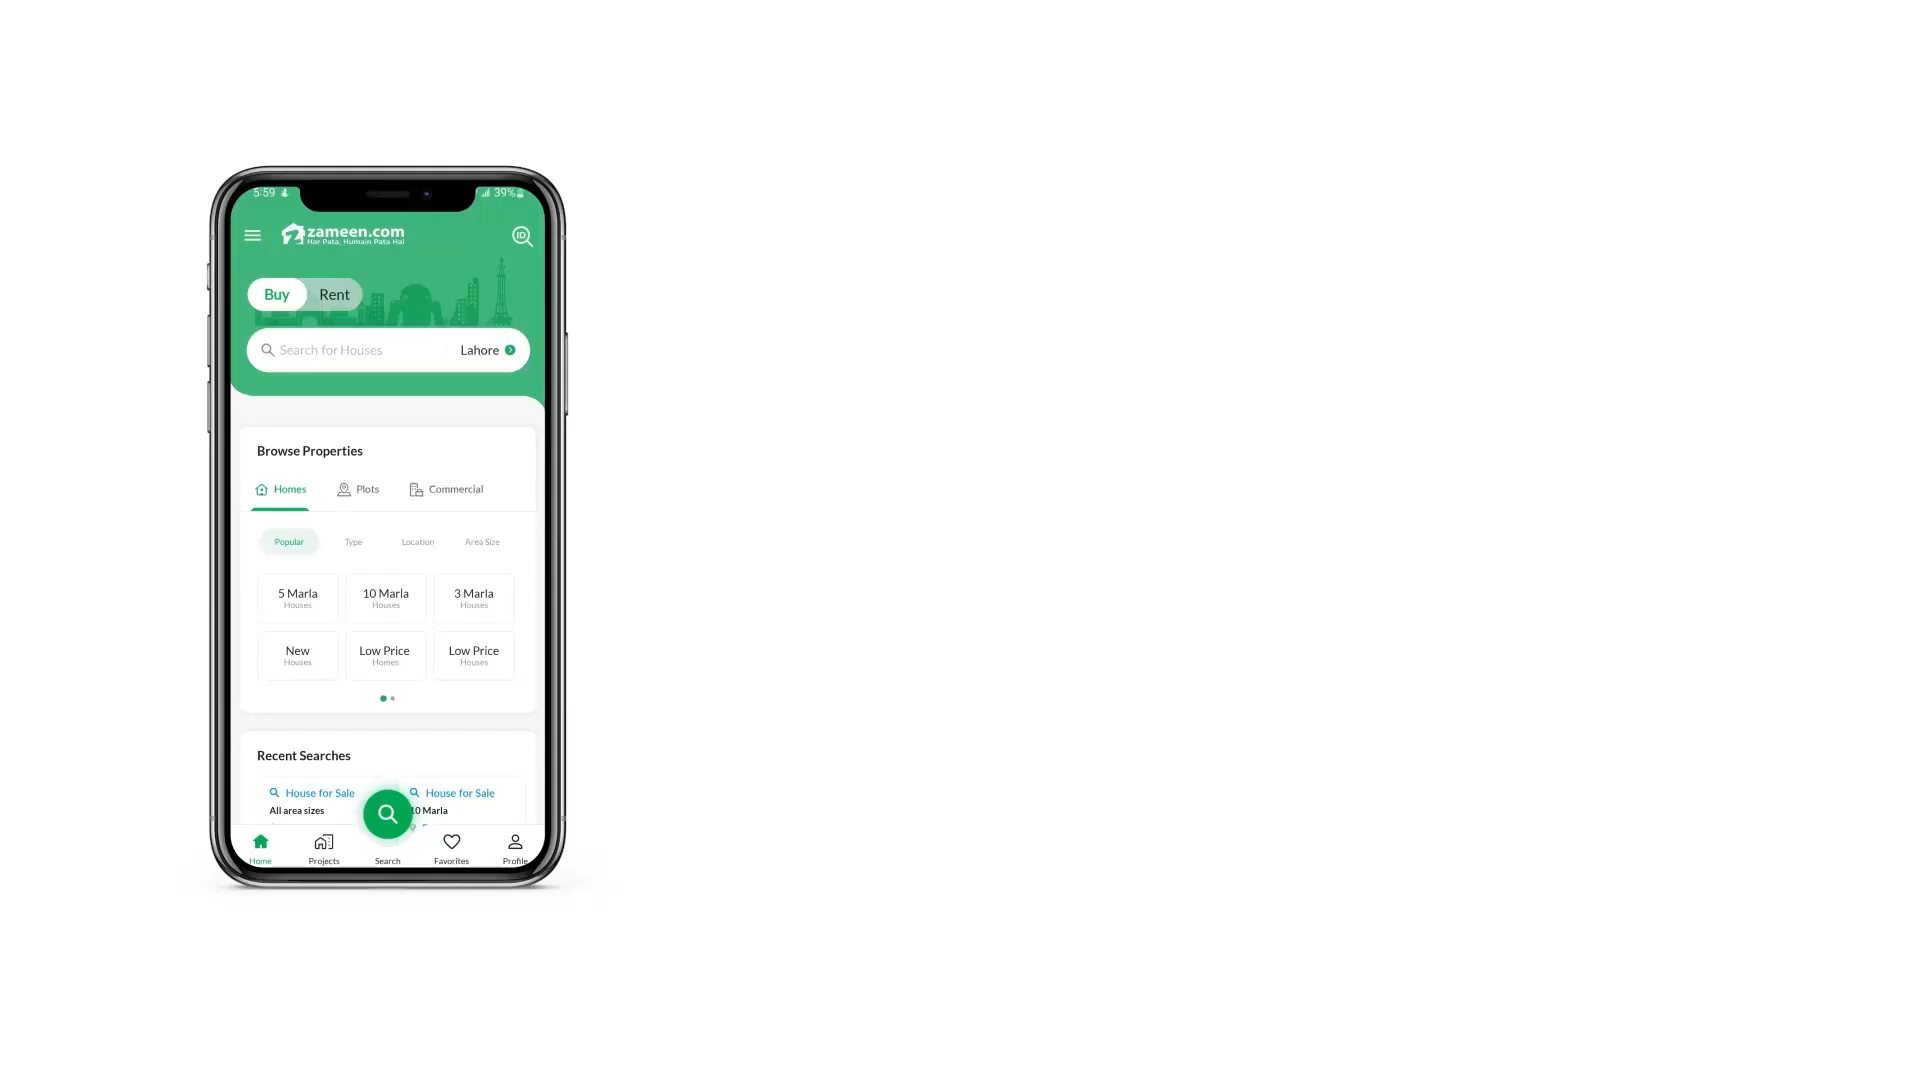 5:59
39%
zameen.com
Har Pata, Humain Pata Hai
ID
Buy
Rent
Search for Houses
Lahore
Browse Properties
Homes
Plots
Commercial
Popular
Type
Location
Area Size
5 Marla
Houses
10 Marla
Houses
3 Marla
Houses
New
Houses
Low Price
Homes
Low Price
Houses
Recent Searches
House for Sale
All area sizes
House for Sale
10 Marla
Home
Projects
Search
Favorites
Profile